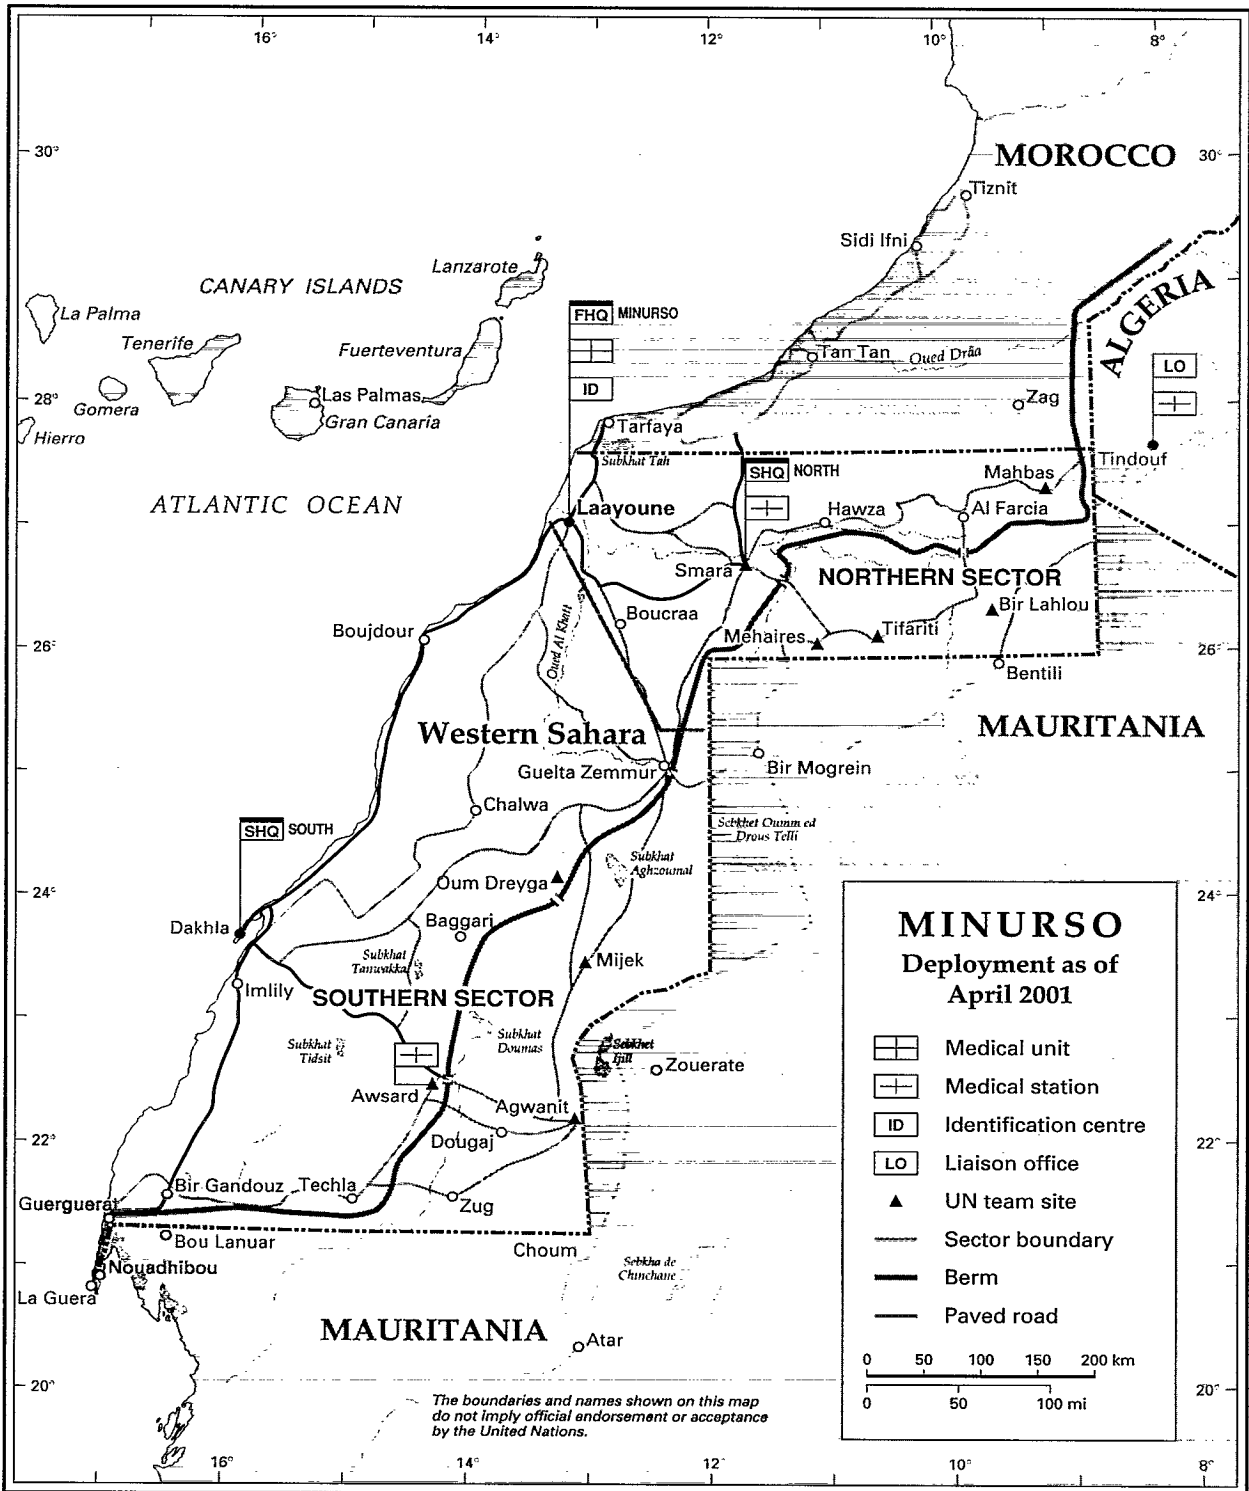 16°
14°
12°
10°
8°
30°
MOROCCO
30°
Tiznit
Sidi Ifni
Lanzarote
CANARY ISLANDS
ALGERIA
La Palma
FHQ MINURSO
Tenerife
Fuerteventura
Tan Tan
Oued Drâa
LO
28°
Gomera
Las Palmas
ID
Zag
28°
Gran Canaria
Hierro
Tarfaya
Subkhat Tah
SHQ NORTH
Mahbas
Tindouf
ATLANTIC OCEAN
Laayoune
Hawza
Al Farcia
Smara
NORTHERN SECTOR
Boucraa
Bir Lahlou
Boujdour
Oued Al Khatt
Mehaires
Tifariti
26°
26°
Bentili
Western Sahara
MAURITANIA
Guelta Zemmur
Bir Mogrein
Chalwa
SHQ SOUTH
Sebkhet Oumm ed
Drous Telli
Subkhat
Aghzoumal
Oum Dreyga
24°
24°
Dakhla
Baggari
MINURSO
Deployment as of
April 2001
Subkhat
Tanwakka
Mijek
Imlily
SOUTHERN SECTOR
Subkhat
Tidsit
Subkhat
Doumas
Sebkhet
Ijill
Medical unit
Zouerate
Medical station
Awsard
Agwanit
ID Identification centre
22°
Dougaj
22°
LO Liaison office
Bir Gandouz
Techla
Zug
UN team site
Guerguerat
Sector boundary
Bou Lanuar
Choum
Nouadhibou
Sebkha de
Chinchane
Berm
La Guera
Paved road
MAURITANIA
Atar
0 50 100 150 200 km
0 50 100 mi
20°
20°
The boundaries and names shown on this map
do not imply official endorsement or acceptance
by the United Nations.
16°
14°
12°
10°
8°